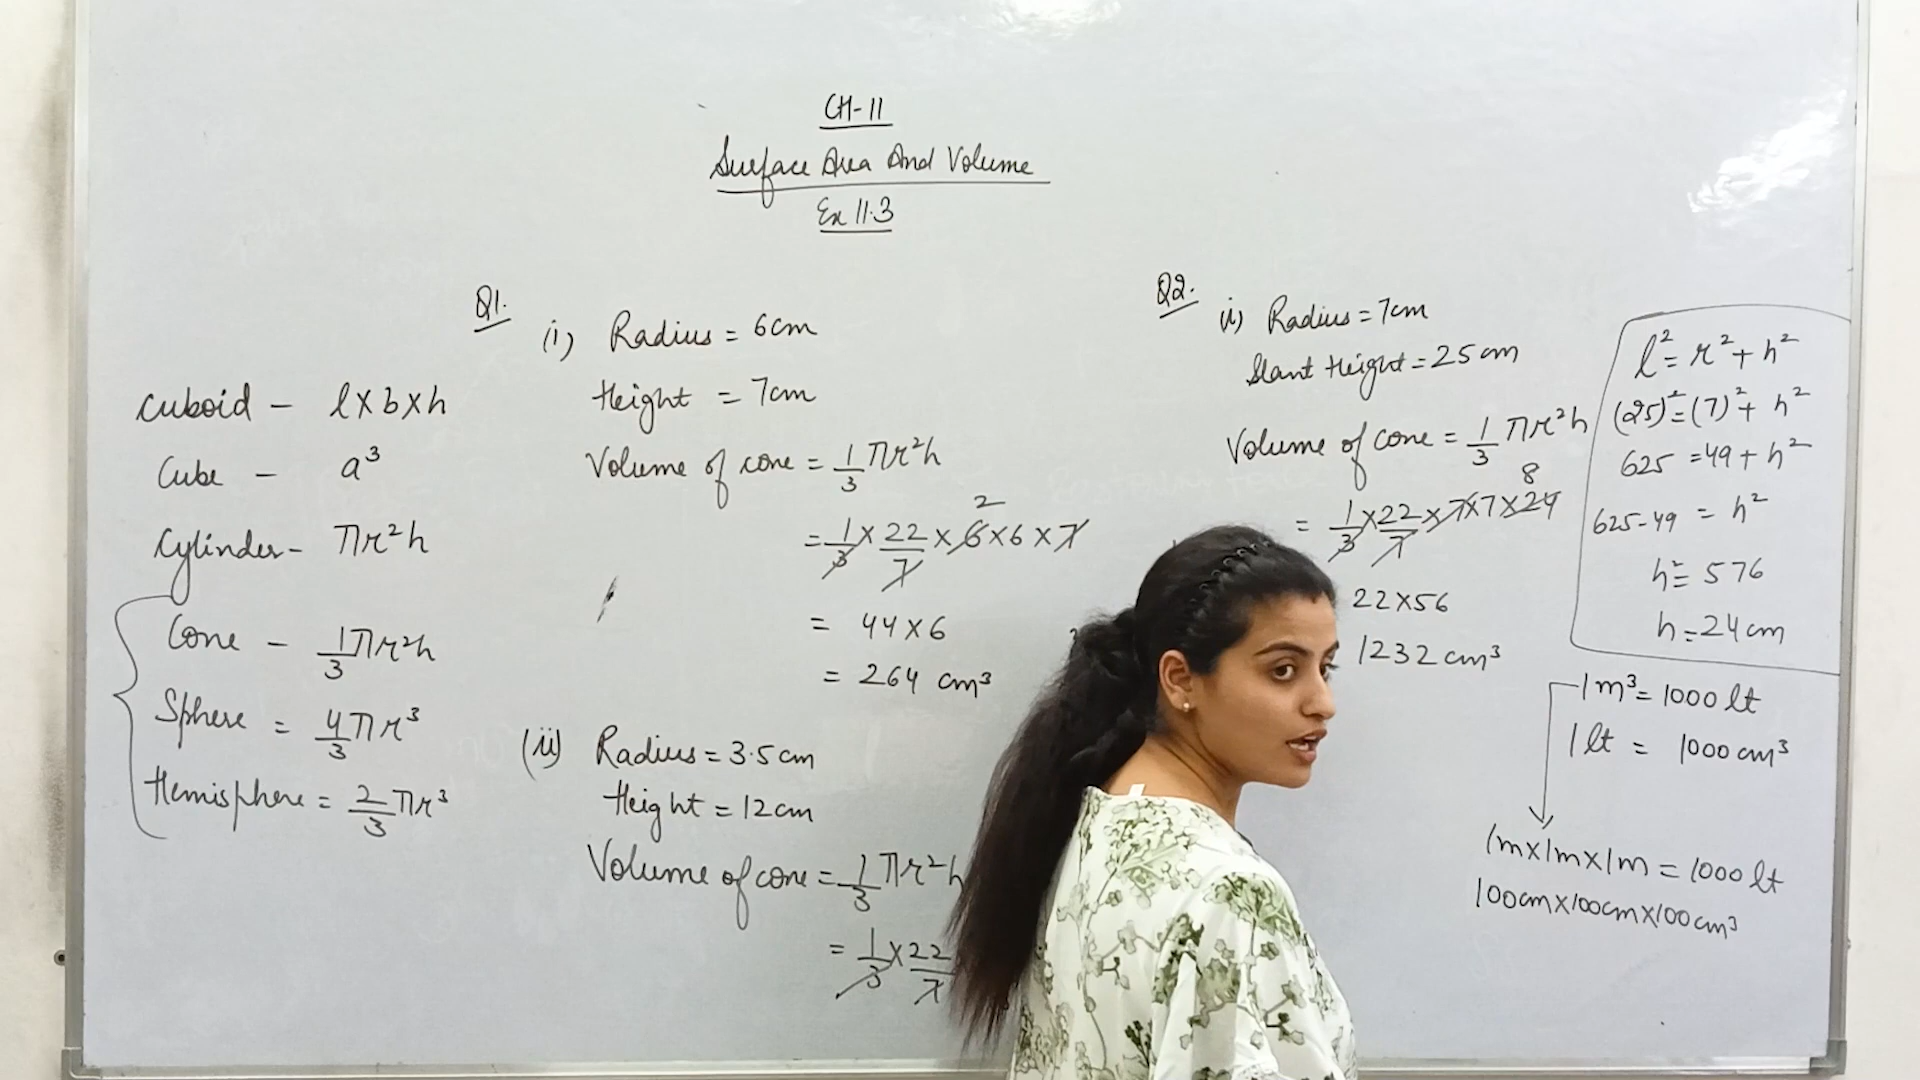 CH-11
Surface Area And Volume
Ex 11.3
Cuboid - l×b×h
Cube - a³
Cylinder - πr²h
Cone - 1/3 πr²h
Sphere = 4/3 πr³
Hemisphere = 2/3 πr³
Q1.
(i) Radius = 6cm
Height = 7cm
Volume of cone = 1/3 πr²h
2
= 1/3 × 22/7 × 6×6×7
= 44×6
= 264 cm³
(ii) Radius = 3.5cm
Height = 12cm
Volume of cone = 1/3 πr²h
= 1/3 × 22/7
Q2.
(i) Radius = 7cm
Slant Height = 25cm
Volume of cone = 1/3 πr²h
8
= 1/3 × 22/7 × 7×7×24
22×56
1232 cm³
l² = r² + h²
(25)² = (7)² + h²
625 = 49 + h²
625-49 = h²
h² = 576
h = 24cm
1m³ = 1000 lt
1 lt = 1000 cm³
1m×1m×1m = 1000 lt
100cm×100cm×100cm³